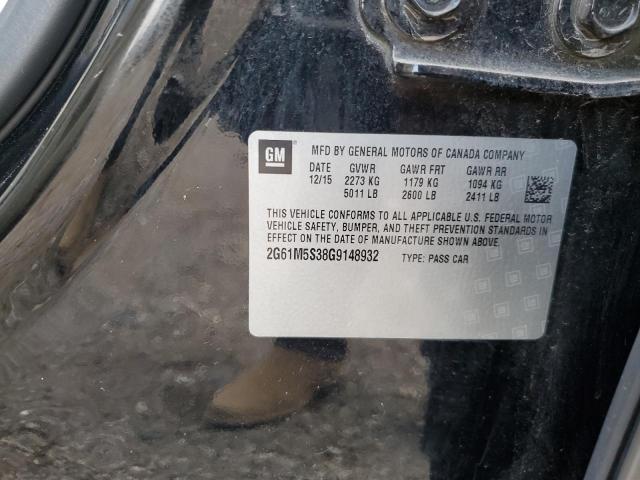 GM MFD BY GENERAL MOTORS OF CANADA COMPANY
DATE GVWR GAWR FRT GAWR RR
12/15 2273 KG 1179 KG 1094 KG
5011 LB 2600 LB 2411 LB
THIS VEHICLE CONFORMS TO ALL APPLICABLE U.S. FEDERAL MOTOR
VEHICLE SAFETY, BUMPER, AND THEFT PREVENTION STANDARDS IN
EFFECT ON THE DATE OF MANUFACTURE SHOWN ABOVE.
2G61M5S38G9148932 TYPE: PASS CAR